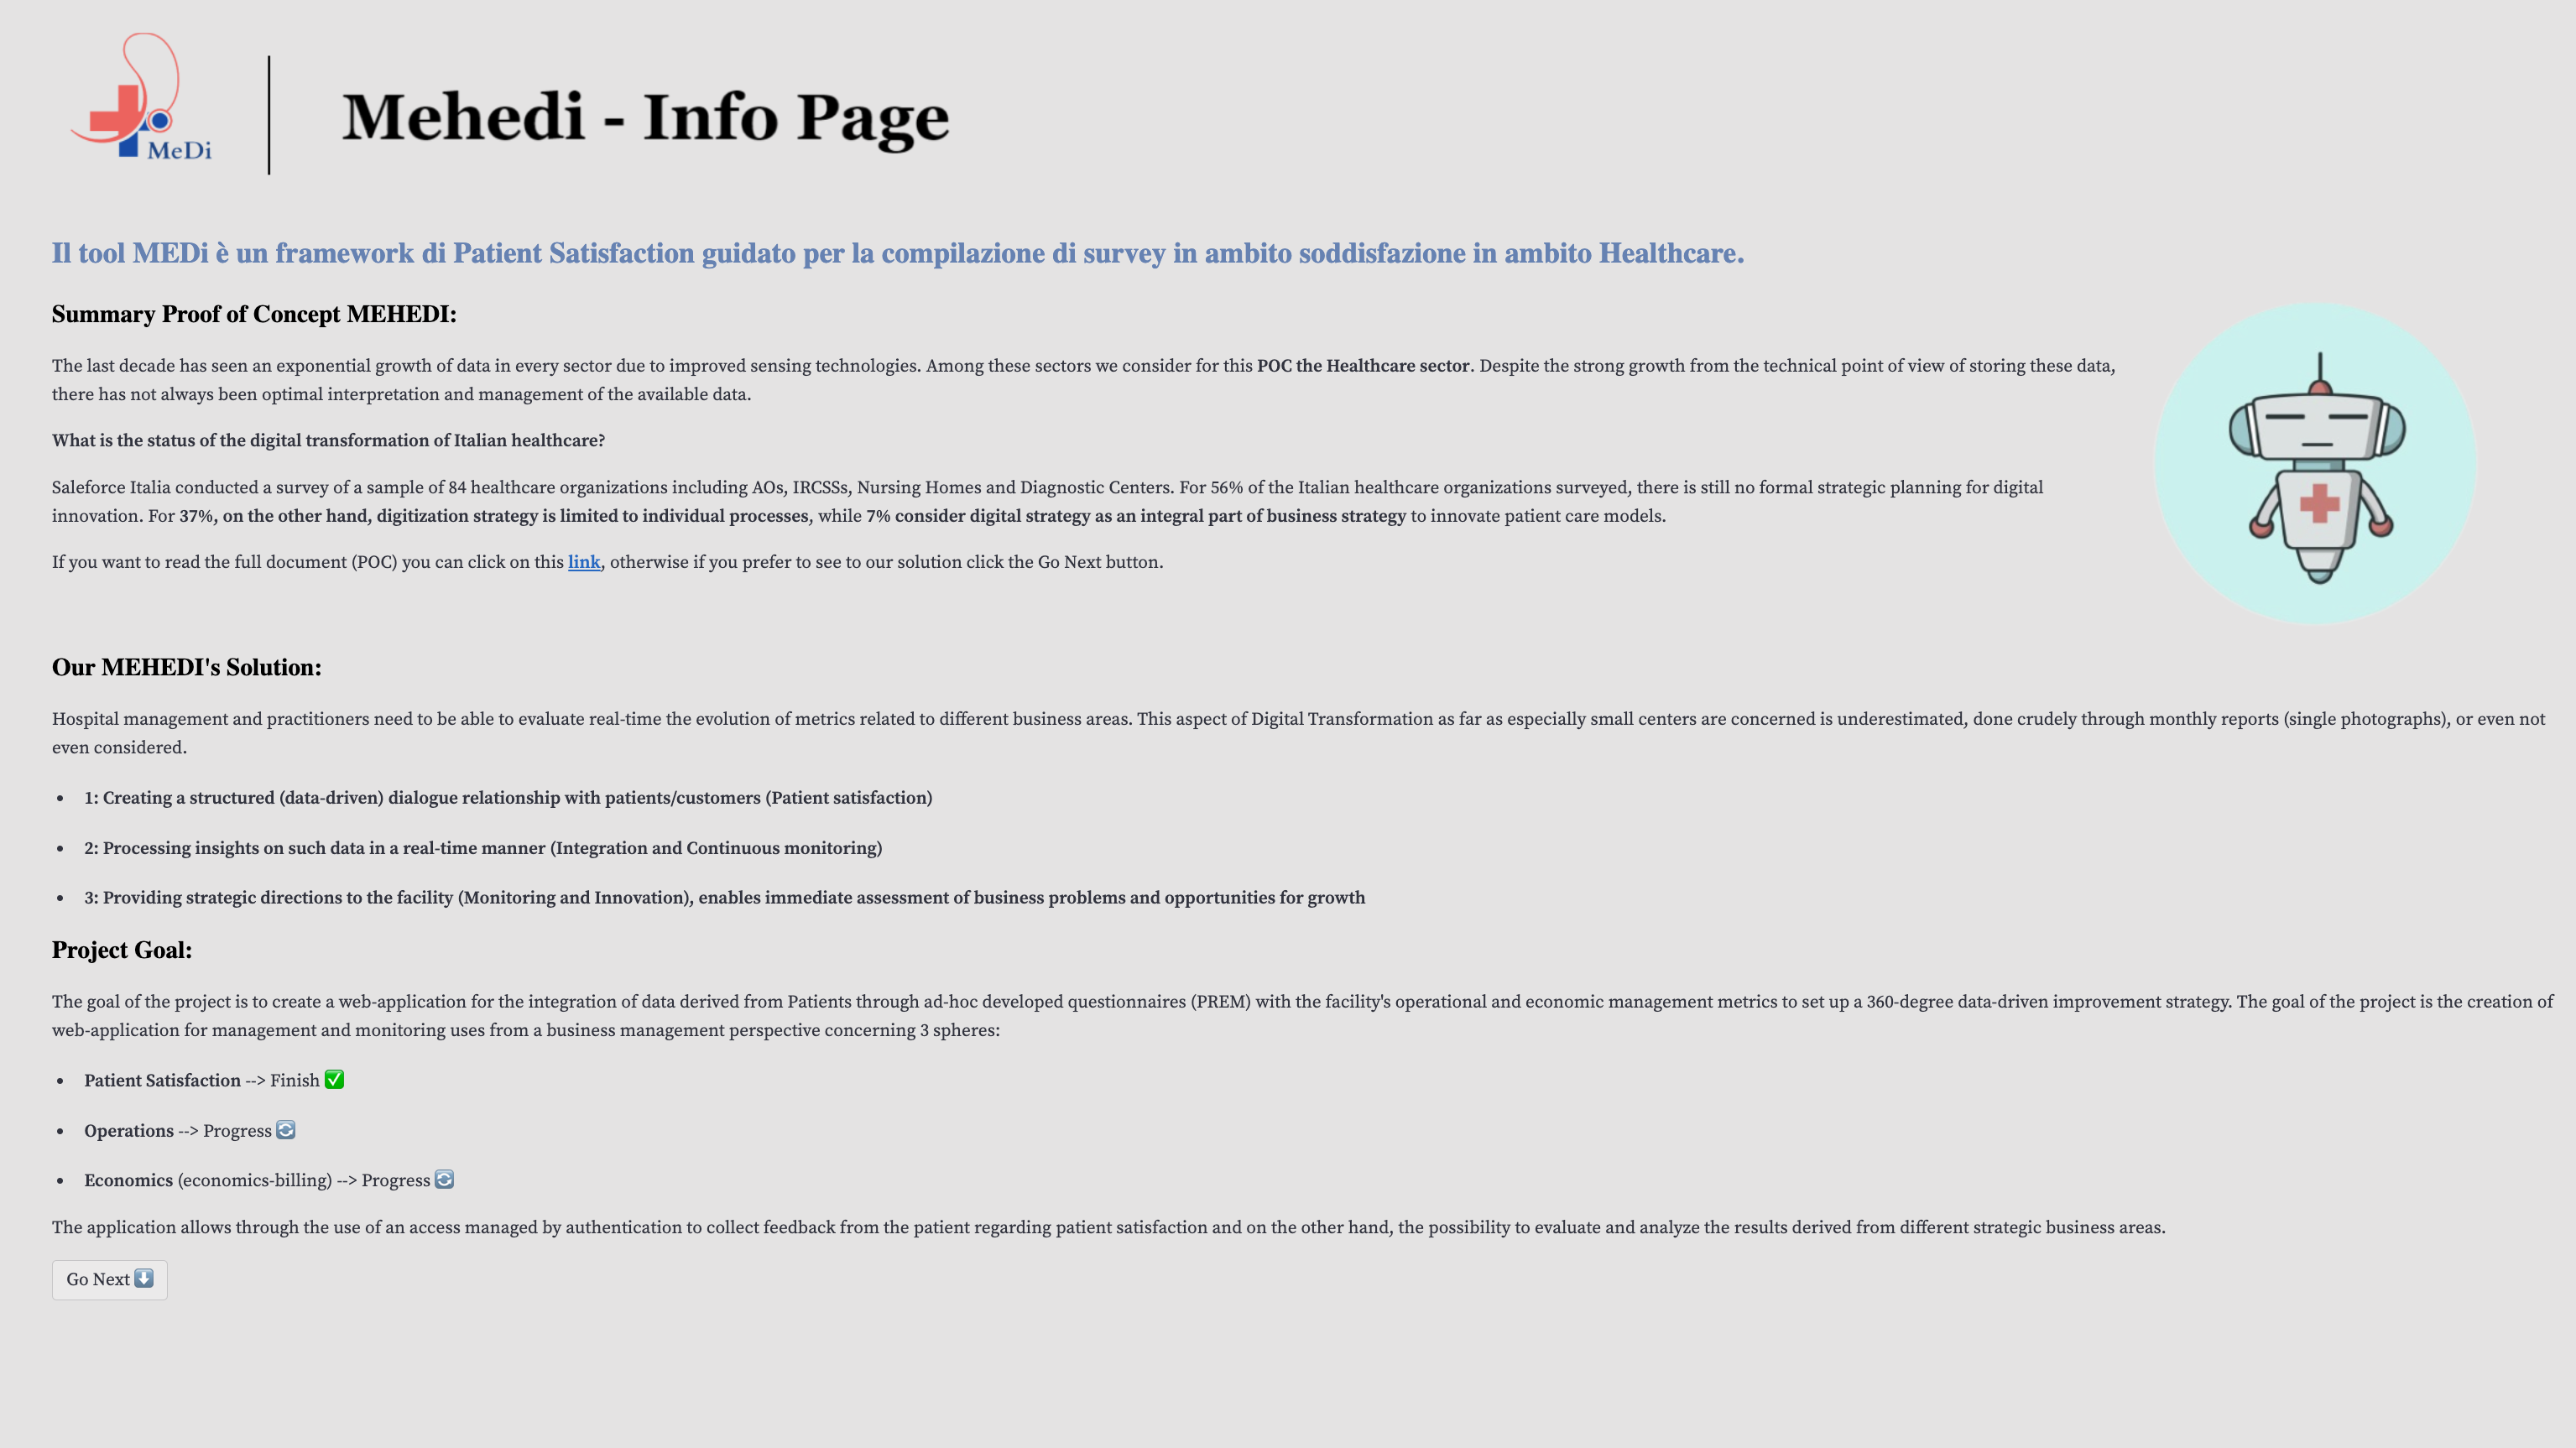 MeDi
Mehedi - Info Page
Il tool MEDi è un framework di Patient Satisfaction guidato per la compilazione di survey in ambito soddisfazione in ambito Healthcare.
Summary Proof of Concept MEHEDI:
The last decade has seen an exponential growth of data in every sector due to improved sensing technologies. Among these sectors we consider for this POC the Healthcare sector. Despite the strong growth from the technical point of view of storing these data,
there has not always been optimal interpretation and management of the available data.
What is the status of the digital transformation of Italian healthcare?
Saleforce Italia conducted a survey of a sample of 84 healthcare organizations including AOs, IRCSSs, Nursing Homes and Diagnostic Centers. For 56% of the Italian healthcare organizations surveyed, there is still no formal strategic planning for digital
innovation. For 37%, on the other hand, digitization strategy is limited to individual processes, while 7% consider digital strategy as an integral part of business strategy to innovate patient care models.
If you want to read the full document (POC) you can click on this link, otherwise if you prefer to see to our solution click the Go Next button.
Our MEHEDI's Solution:
Hospital management and practitioners need to be able to evaluate real-time the evolution of metrics related to different business areas. This aspect of Digital Transformation as far as especially small centers are concerned is underestimated, done crudely through monthly reports (single photographs), or even not
even considered.
• 1: Creating a structured (data-driven) dialogue relationship with patients/customers (Patient satisfaction)
• 2: Processing insights on such data in a real-time manner (Integration and Continuous monitoring)
• 3: Providing strategic directions to the facility (Monitoring and Innovation), enables immediate assessment of business problems and opportunities for growth
Project Goal:
The goal of the project is to create a web-application for the integration of data derived from Patients through ad-hoc developed questionnaires (PREM) with the facility's operational and economic management metrics to set up a 360-degree data-driven improvement strategy. The goal of the project is the creation of
web-application for management and monitoring uses from a business management perspective concerning 3 spheres:
• Patient Satisfaction --> Finish ✅
• Operations --> Progress 🔄
• Economics (economics-billing) --> Progress 🔄
The application allows through the use of an access managed by authentication to collect feedback from the patient regarding patient satisfaction and on the other hand, the possibility to evaluate and analyze the results derived from different strategic business areas.
Go Next ⬇️